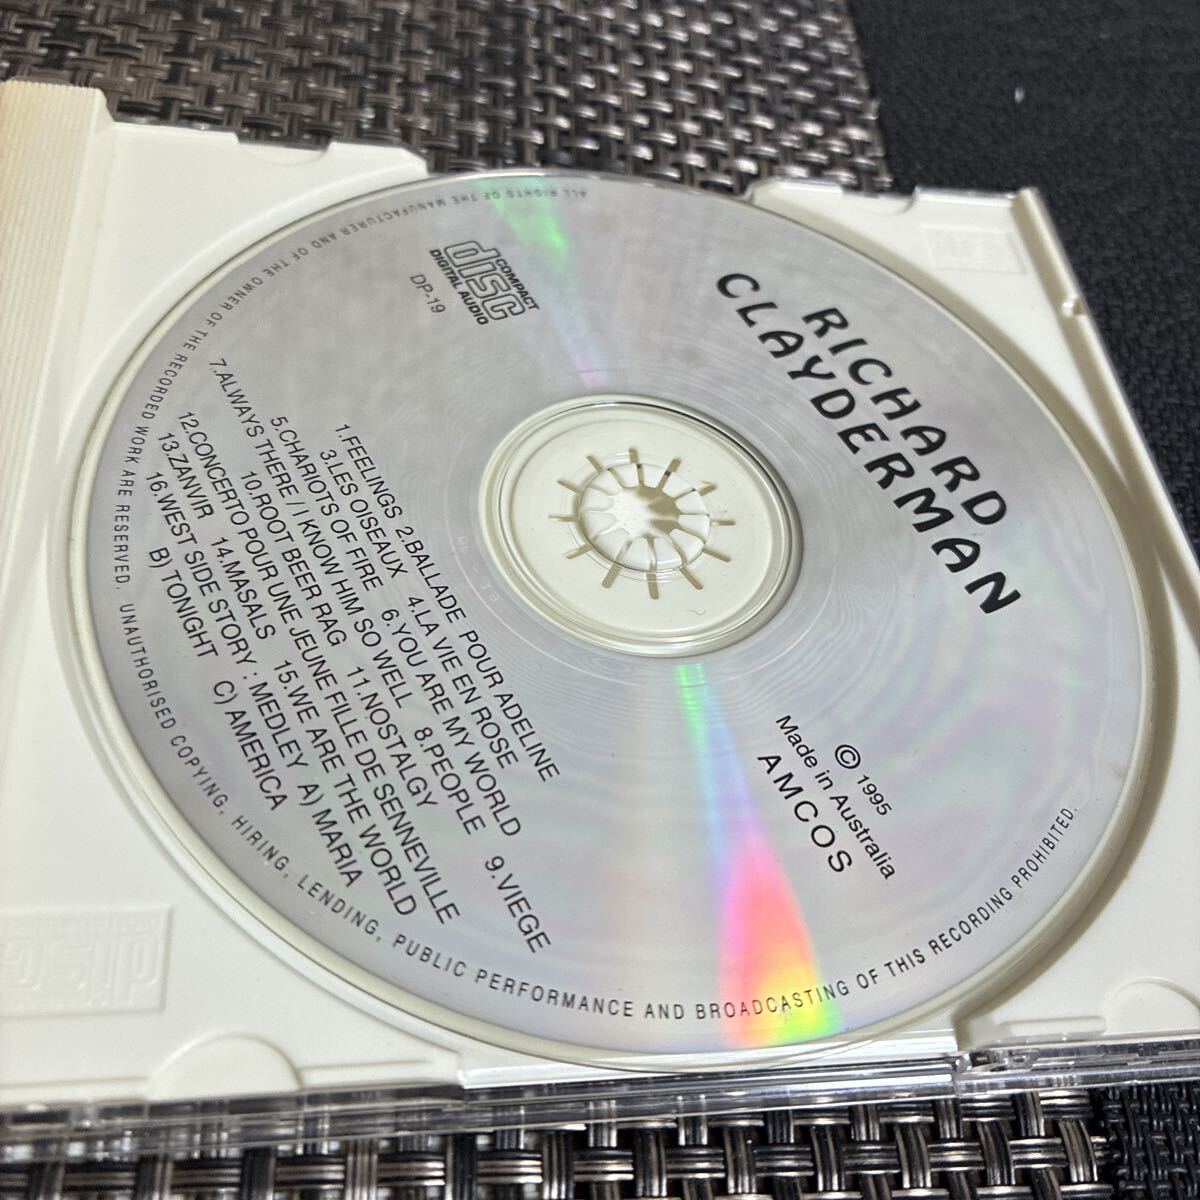 RICHARD
CLAYDERMAN
COMPACT
disc
DIGITAL AUDIO
DP-19
1.FEELINGS 2.BALLADE POUR ADELINE
3.LES OISEAUX 4.LA VIE EN ROSE
5.CHARIOTS OF FIRE 6.YOU ARE MY WORLD
7.ALWAYS THERE / I KNOW HIM SO WELL 8.PEOPLE 9.VIEGE
10.ROOT BEER RAG 11.NOSTALGY
12.CONCERTO POUR UNE JEUNE FILLE DE SENNEVILLE
13.ZANVIR 14.MASALS 15.WE ARE THE WORLD
16.WEST SIDE STORY : MEDLEY A) MARIA
B) TONIGHT C) AMERICA
© 1995
Made in Australia
AMCOS
ALL RIGHTS OF THE MANUFACTURER AND OF THE OWNER OF THE RECORDED WORK ARE RESERVED. UNAUTHORISED COPYING, HIRING, LENDING, PUBLIC PERFORMANCE AND BROADCASTING OF THIS RECORDING PROHIBITED.
disc